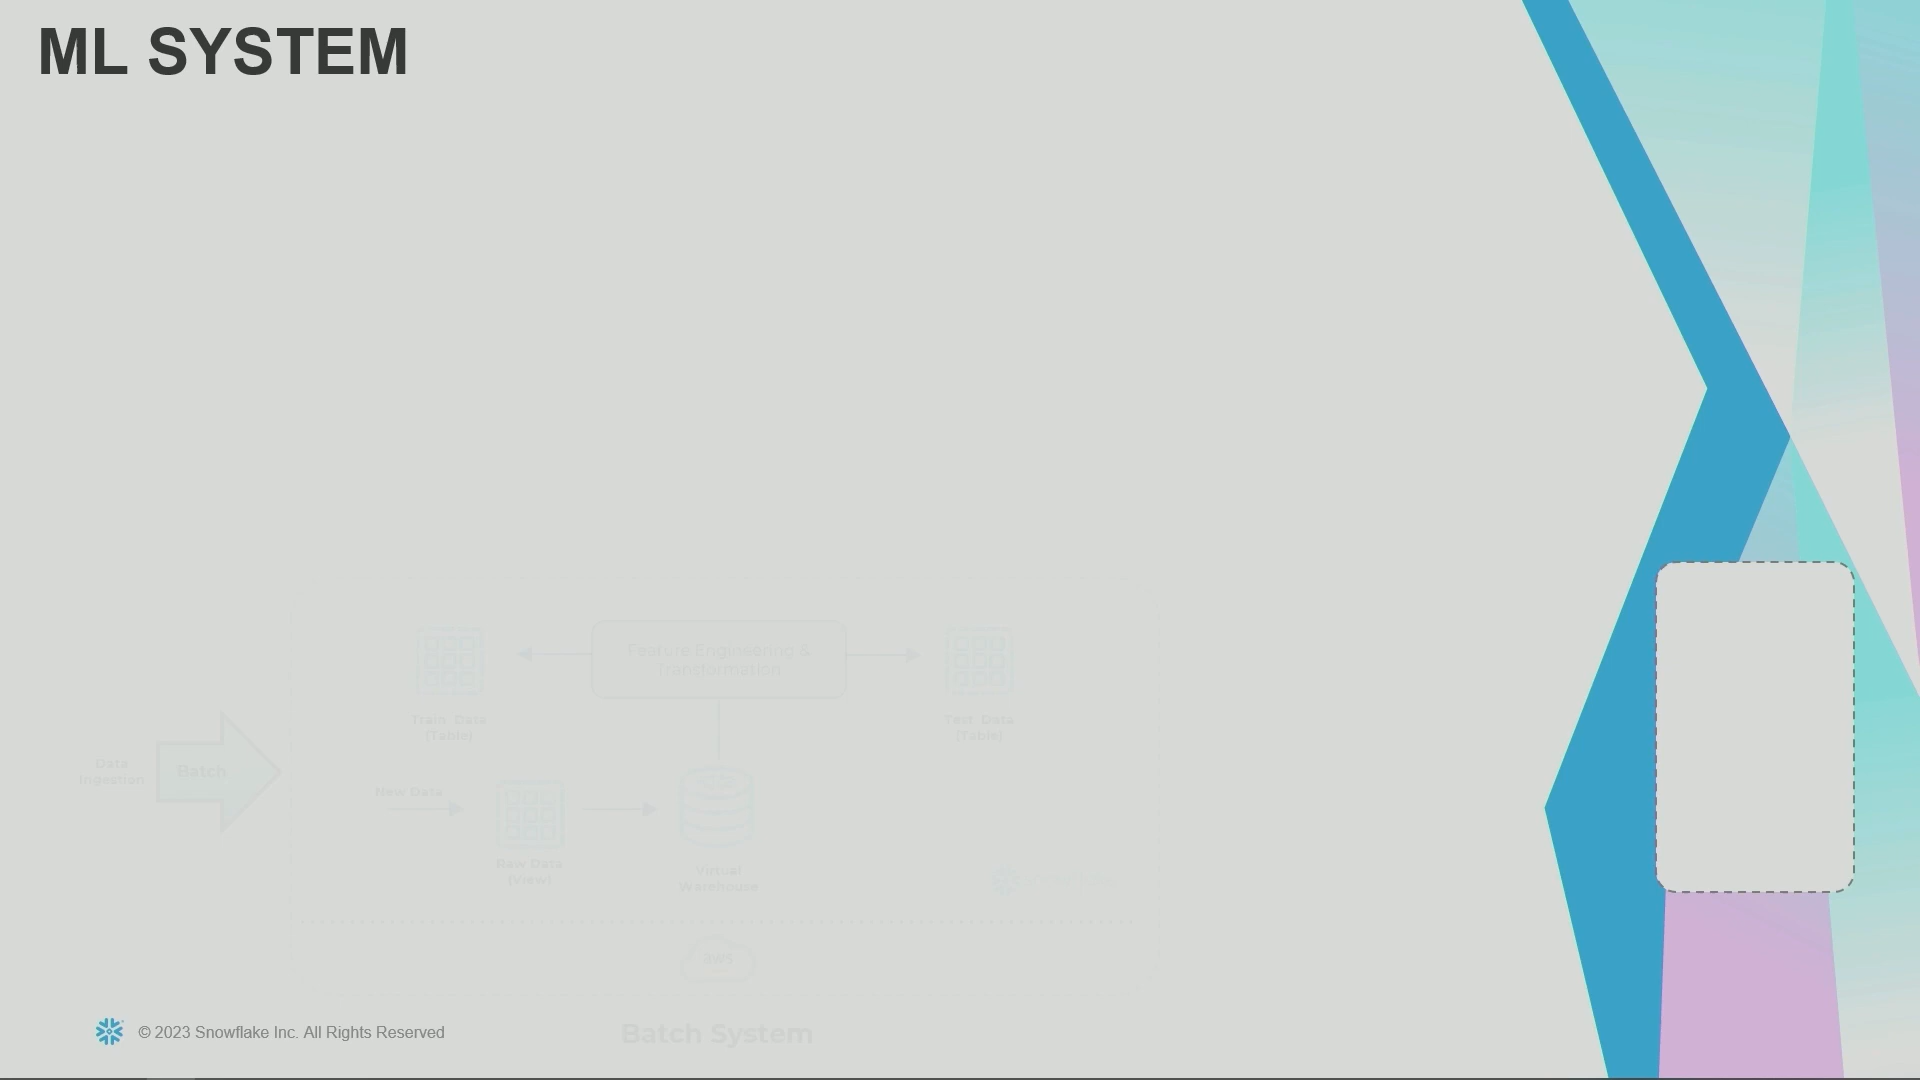 ML SYSTEM
Feature Engineering &
Transformation
Train Data
(Table)
Test Data
(Table)
Data
Ingestion
Batch
New Data
Raw Data
(View)
Virtual
Warehouse
snowflake
aws
Batch System
© 2023 Snowflake Inc. All Rights Reserved